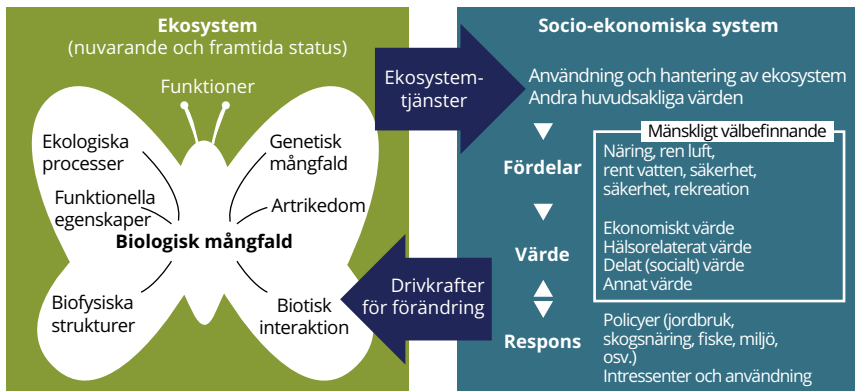 Ekosystem
(nuvarande och framtida status)
Funktioner
Ekologiska
processer
Genetisk
mångfald
Funktionella
egenskaper
Artrikedom
Biologisk mångfald
Biofysiska
strukturer
Biotisk
interaktion
Ekosystem-
tjänster
Drivkrafter
för förändring
Socio-ekonomiska system
Användning och hantering av ekosystem
Andra huvudsakliga värden
Mänskligt välbefinnande
Fördelar
Näring, ren luft,
rent vatten, säkerhet,
säkerhet, rekreation
Värde
Ekonomiskt värde
Hälsorelaterat värde
Delat (socialt) värde
Annat värde
Respons
Policyer (jordbruk,
skogsnäring, fiske, miljö,
osv.)
Intressenter och användning